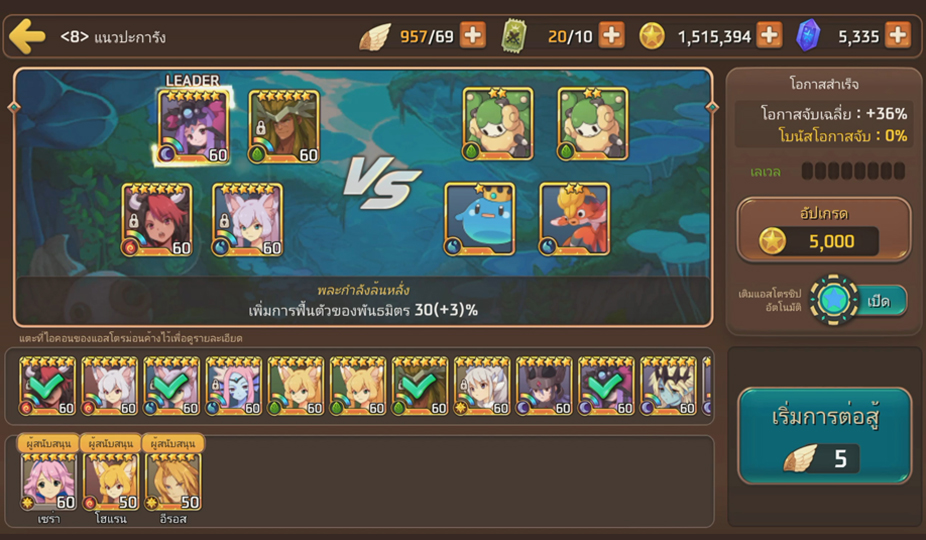 <8> แนวปะการัง
957/69
20/10
1,515,394
5,335
LEADER
60
60
60
60
VS
พละกำลังล้นหลั่ง
เพิ่มการฟื้นตัวของพันธมิตร 30(+3)%
โอกาสสำเร็จ
โอกาสจับเฉลี่ย : +36%
โบนัสโอกาสจับ : 0%
เลเวล
อัปเกรด
5,000
เติมแอสโตรชิป
อัตโนมัติ
เปิด
แตะที่ไอคอนของแอสโตรม่อนค้างไว้เพื่อดูรายละเอียด
60 60 60 60 60 60 60 60 60 60 60
ผู้สนับสนุน ผู้สนับสนุน ผู้สนับสนุน
60 50 50
เซร่า โฮแรน อีรอส
เริ่มการต่อสู้
5